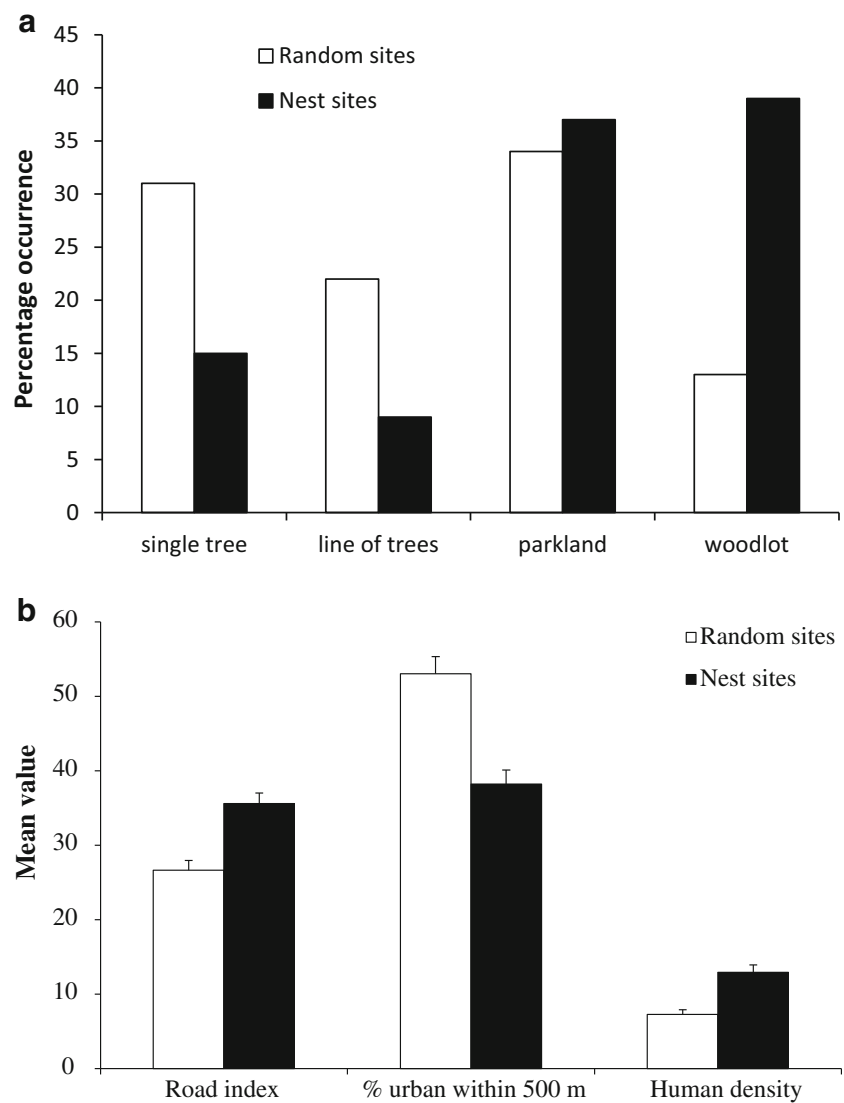 a
45
40
35
30
25
20
15
10
5
0
Percentage occurrence
Random sites
Nest sites
single tree line of trees parkland woodlot
b
60
50
40
30
20
10
0
Mean value
Random sites
Nest sites
Road index % urban within 500 m Human density